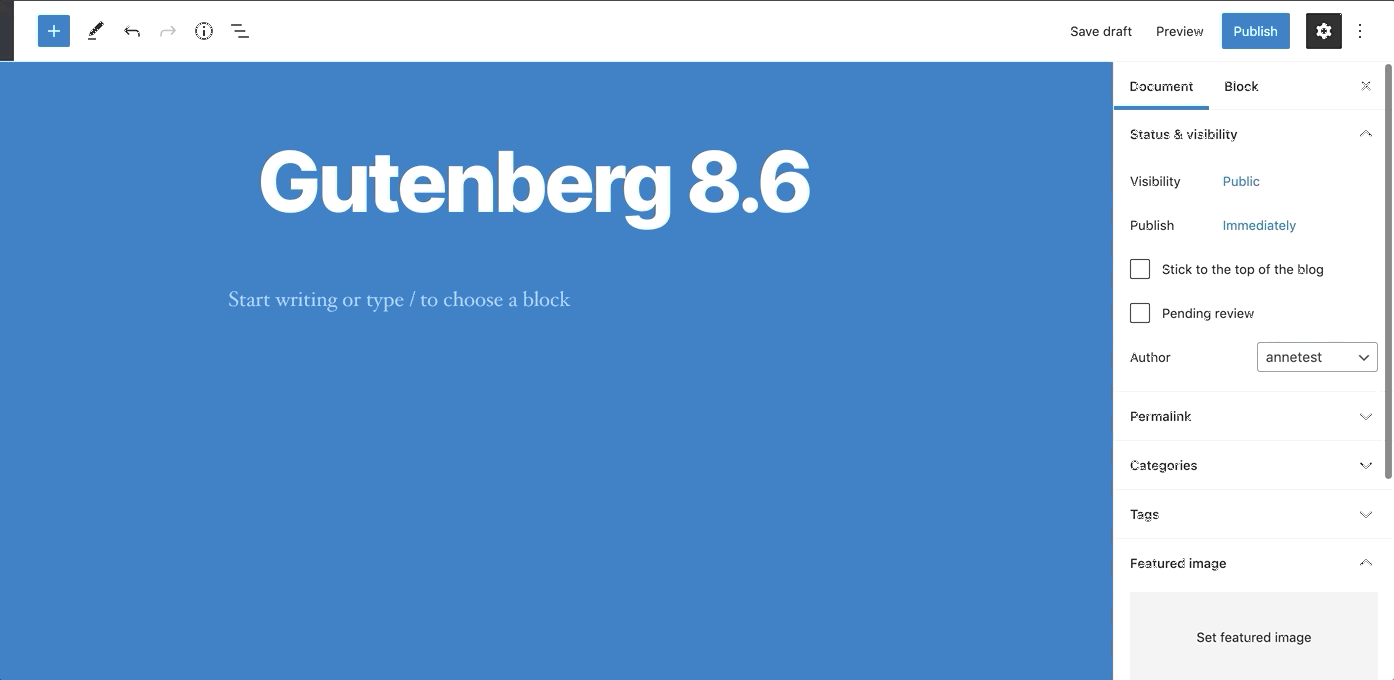 Save draft Preview Publish
Document Block
Status & visibility
Visibility Public
Publish Immediately
Stick to the top of the blog
Pending review
Author annetest
Permalink
Categories
Tags
Featured image
Set featured image
Gutenberg 8.6
Start writing or type / to choose a block